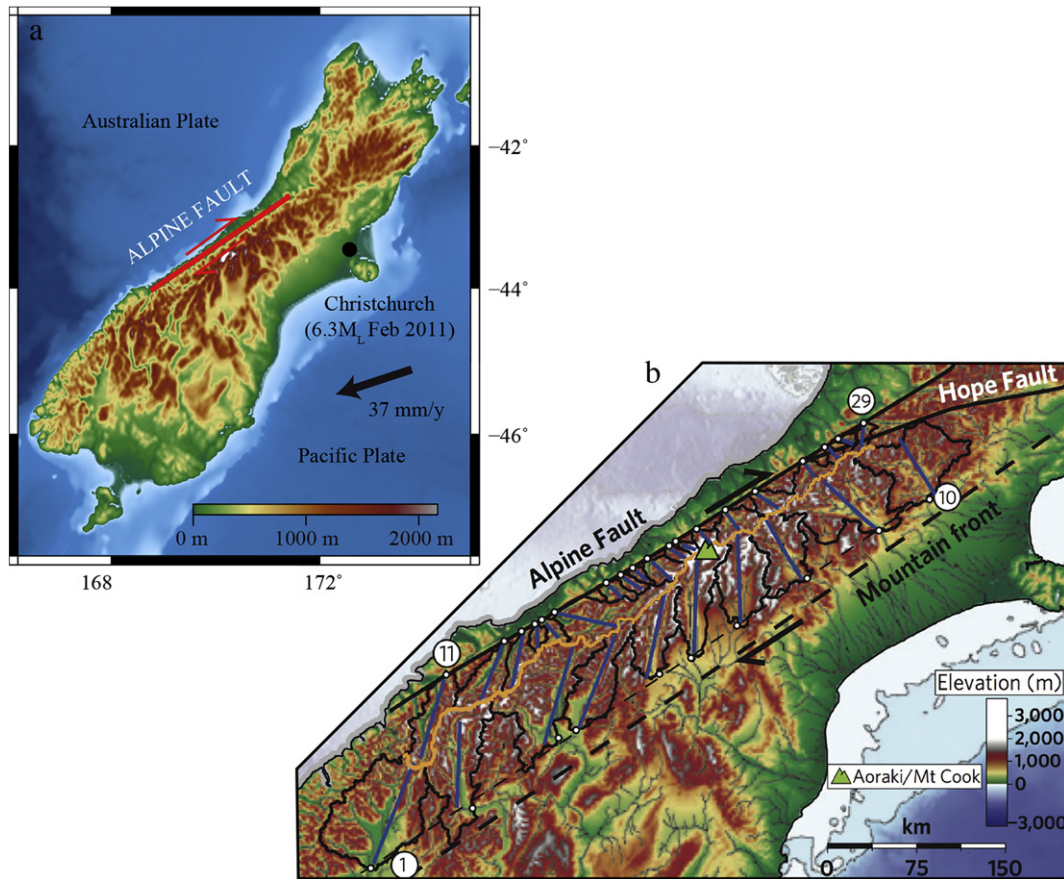 a
Australian Plate
ALPINE FAULT
Christchurch
(6.3M_L Feb 2011)
37 mm/y
Pacific Plate
0 m 1000 m 2000 m
168 172°
−42°
−44°
−46°
b
29
Hope Fault
10
Alpine Fault
Mountain front
11
Elevation (m)
3,000
2,000
1,000
0
3,000
Aoraki/Mt Cook
km
0 75 150
1